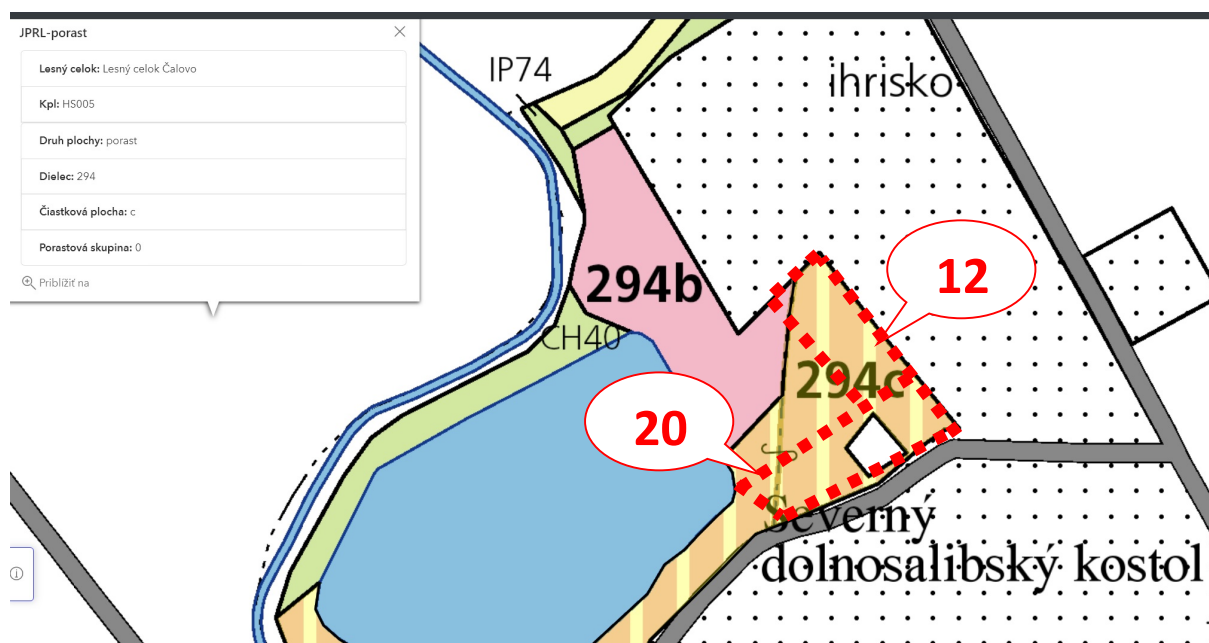 JPRL-porast
Lesný celok: Lesný celok Čalovo
Kpl: HS005
Druh plochy: porast
Dielec: 294
Čiastková plocha: c
Porastová skupina: 0
Priblížiť na
IP74
ihrisko
294b
12
CH40
294c
20
Severný
dolnosalibský kostol